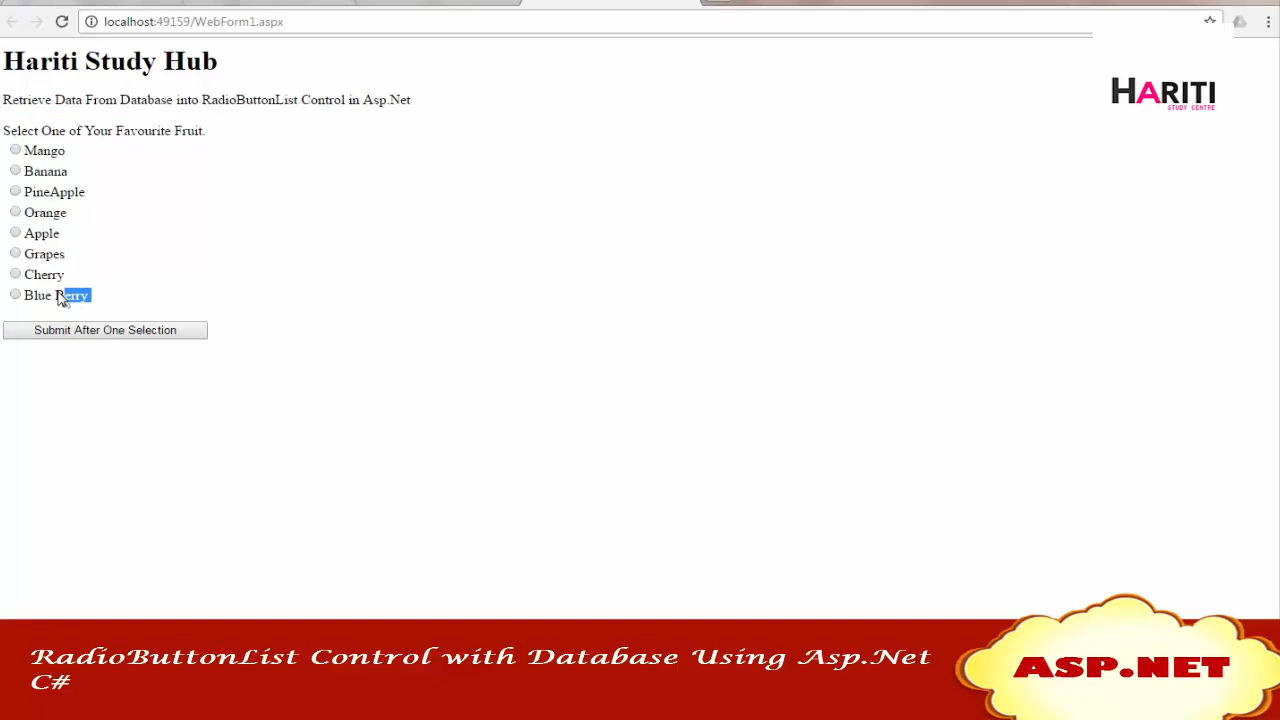 localhost:49159/WebForm1.aspx
Hariti Study Hub
HARITI
STUDY CENTRE
Retrieve Data From Database into RadioButtonList Control in Asp.Net
Select One of Your Favourite Fruit.
Mango
Banana
PineApple
Orange
Apple
Grapes
Cherry
Blue Berry
Submit After One Selection
RadioButtonList Control with Database Using Asp.Net
C#
ASP.NET